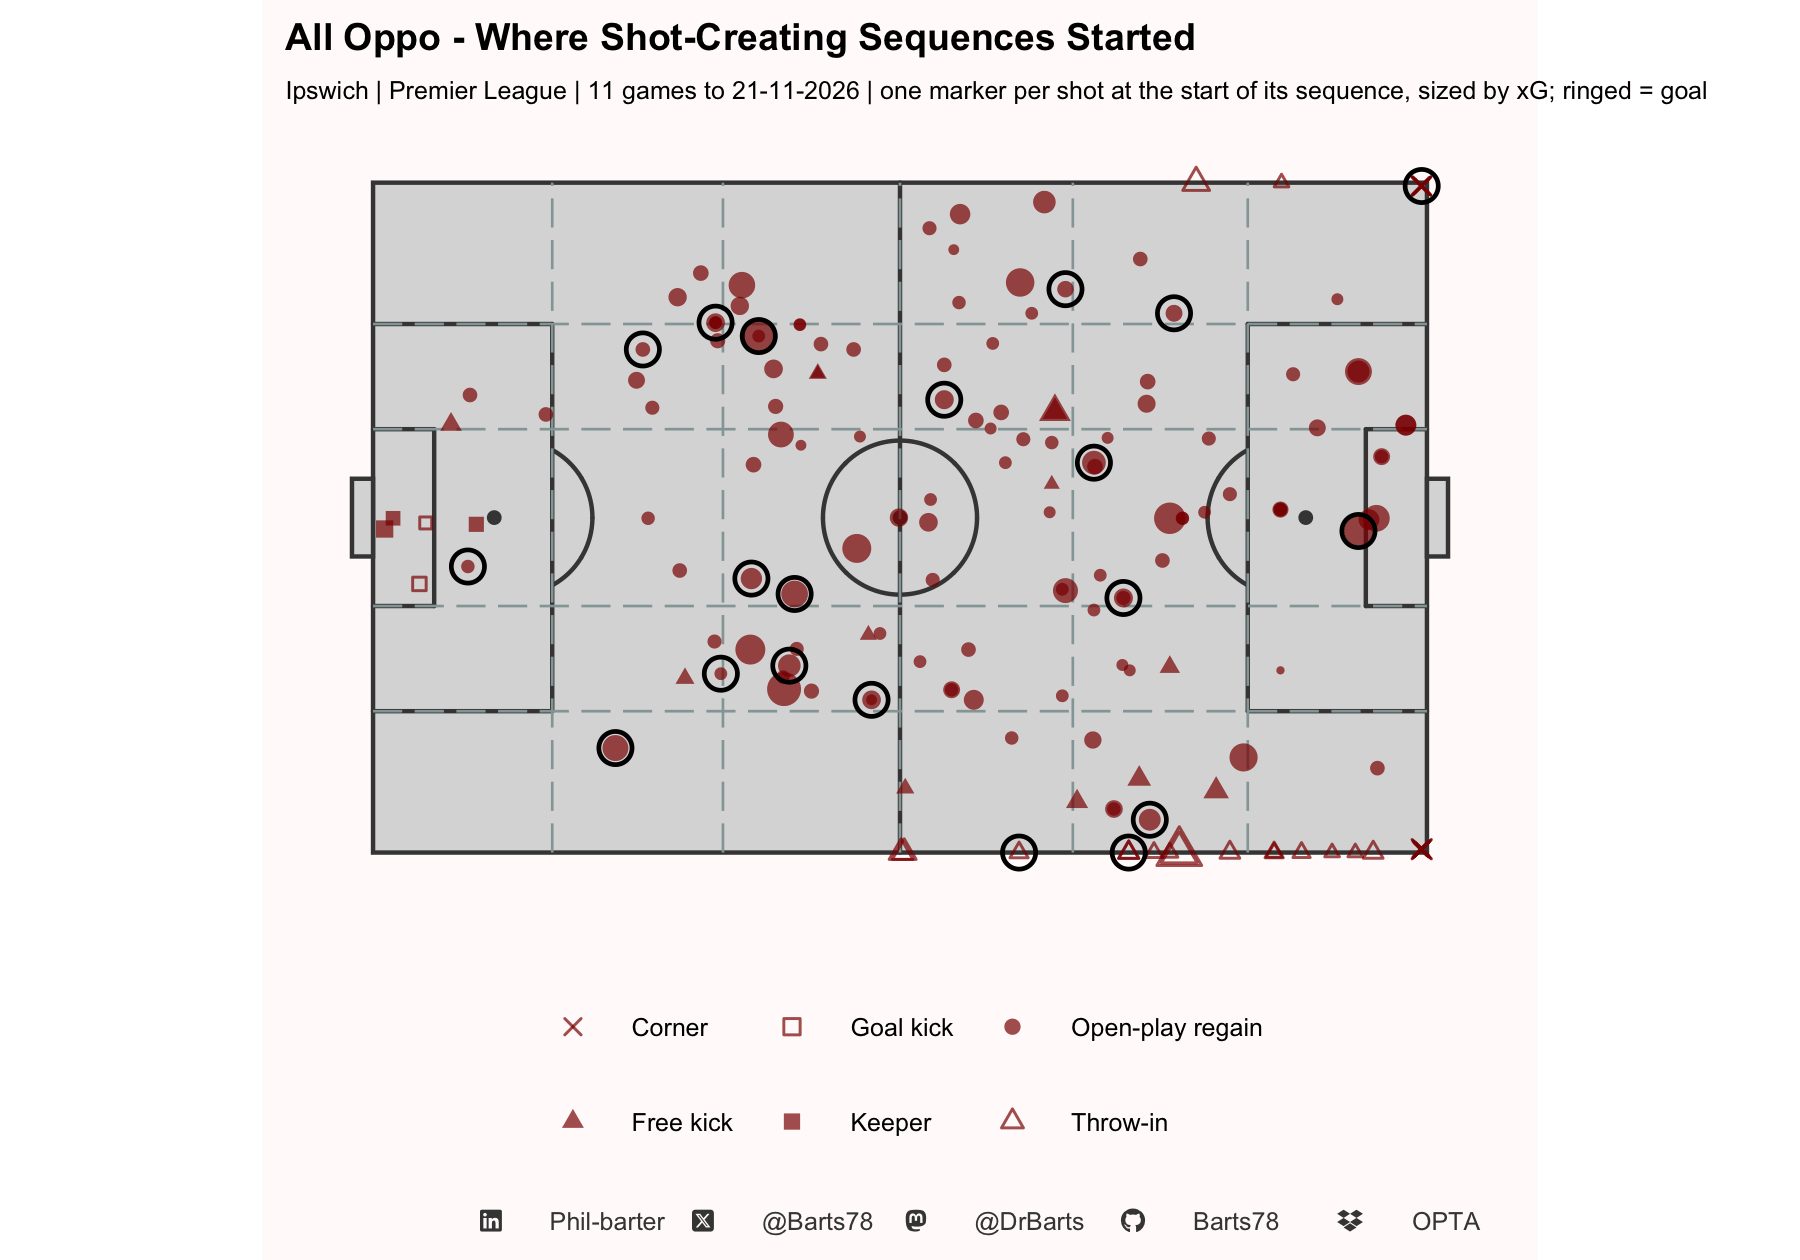 All Oppo - Where Shot-Creating Sequences Started
Ipswich | Premier League | 11 games to 21-11-2026 | one marker per shot at the start of its sequence, sized by xG; ringed = goal
Corner Goal kick Open-play regain
Free kick Keeper Throw-in
Phil-barter @Barts78 @DrBarts Barts78 OPTA